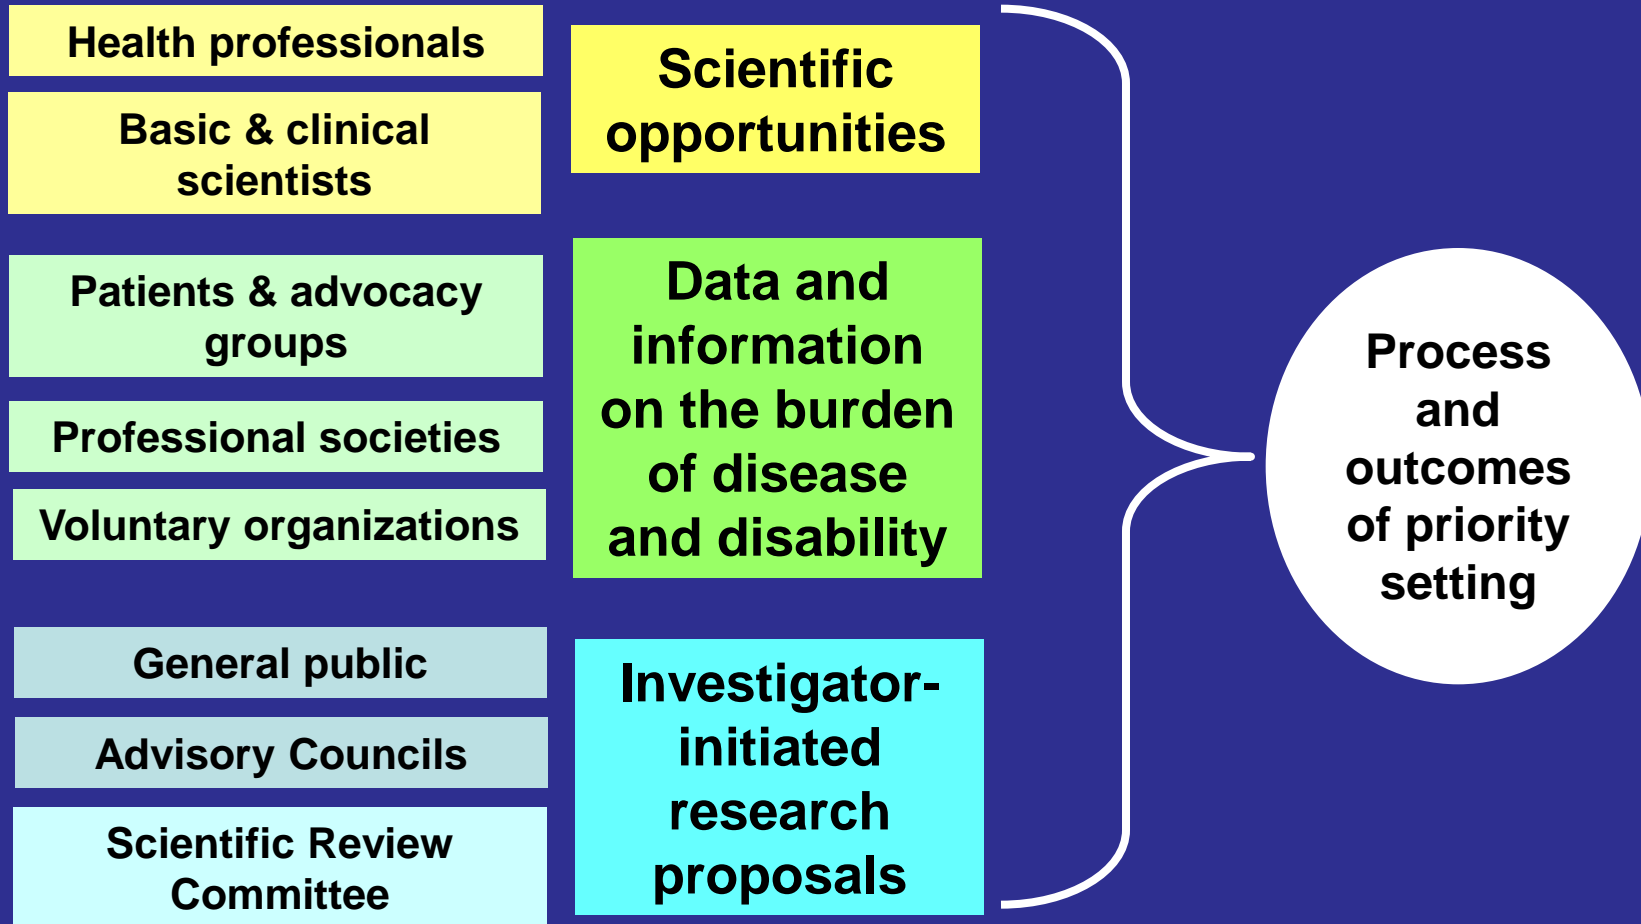 Health professionals
Basic & clinical
scientists
Patients & advocacy
groups
Professional societies
Voluntary organizations
General public
Advisory Councils
Scientific Review
Committee
Scientific
opportunities
Data and
information
on the burden
of disease
and disability
Investigator-
initiated
research
proposals
Process
and
outcomes
of priority
setting